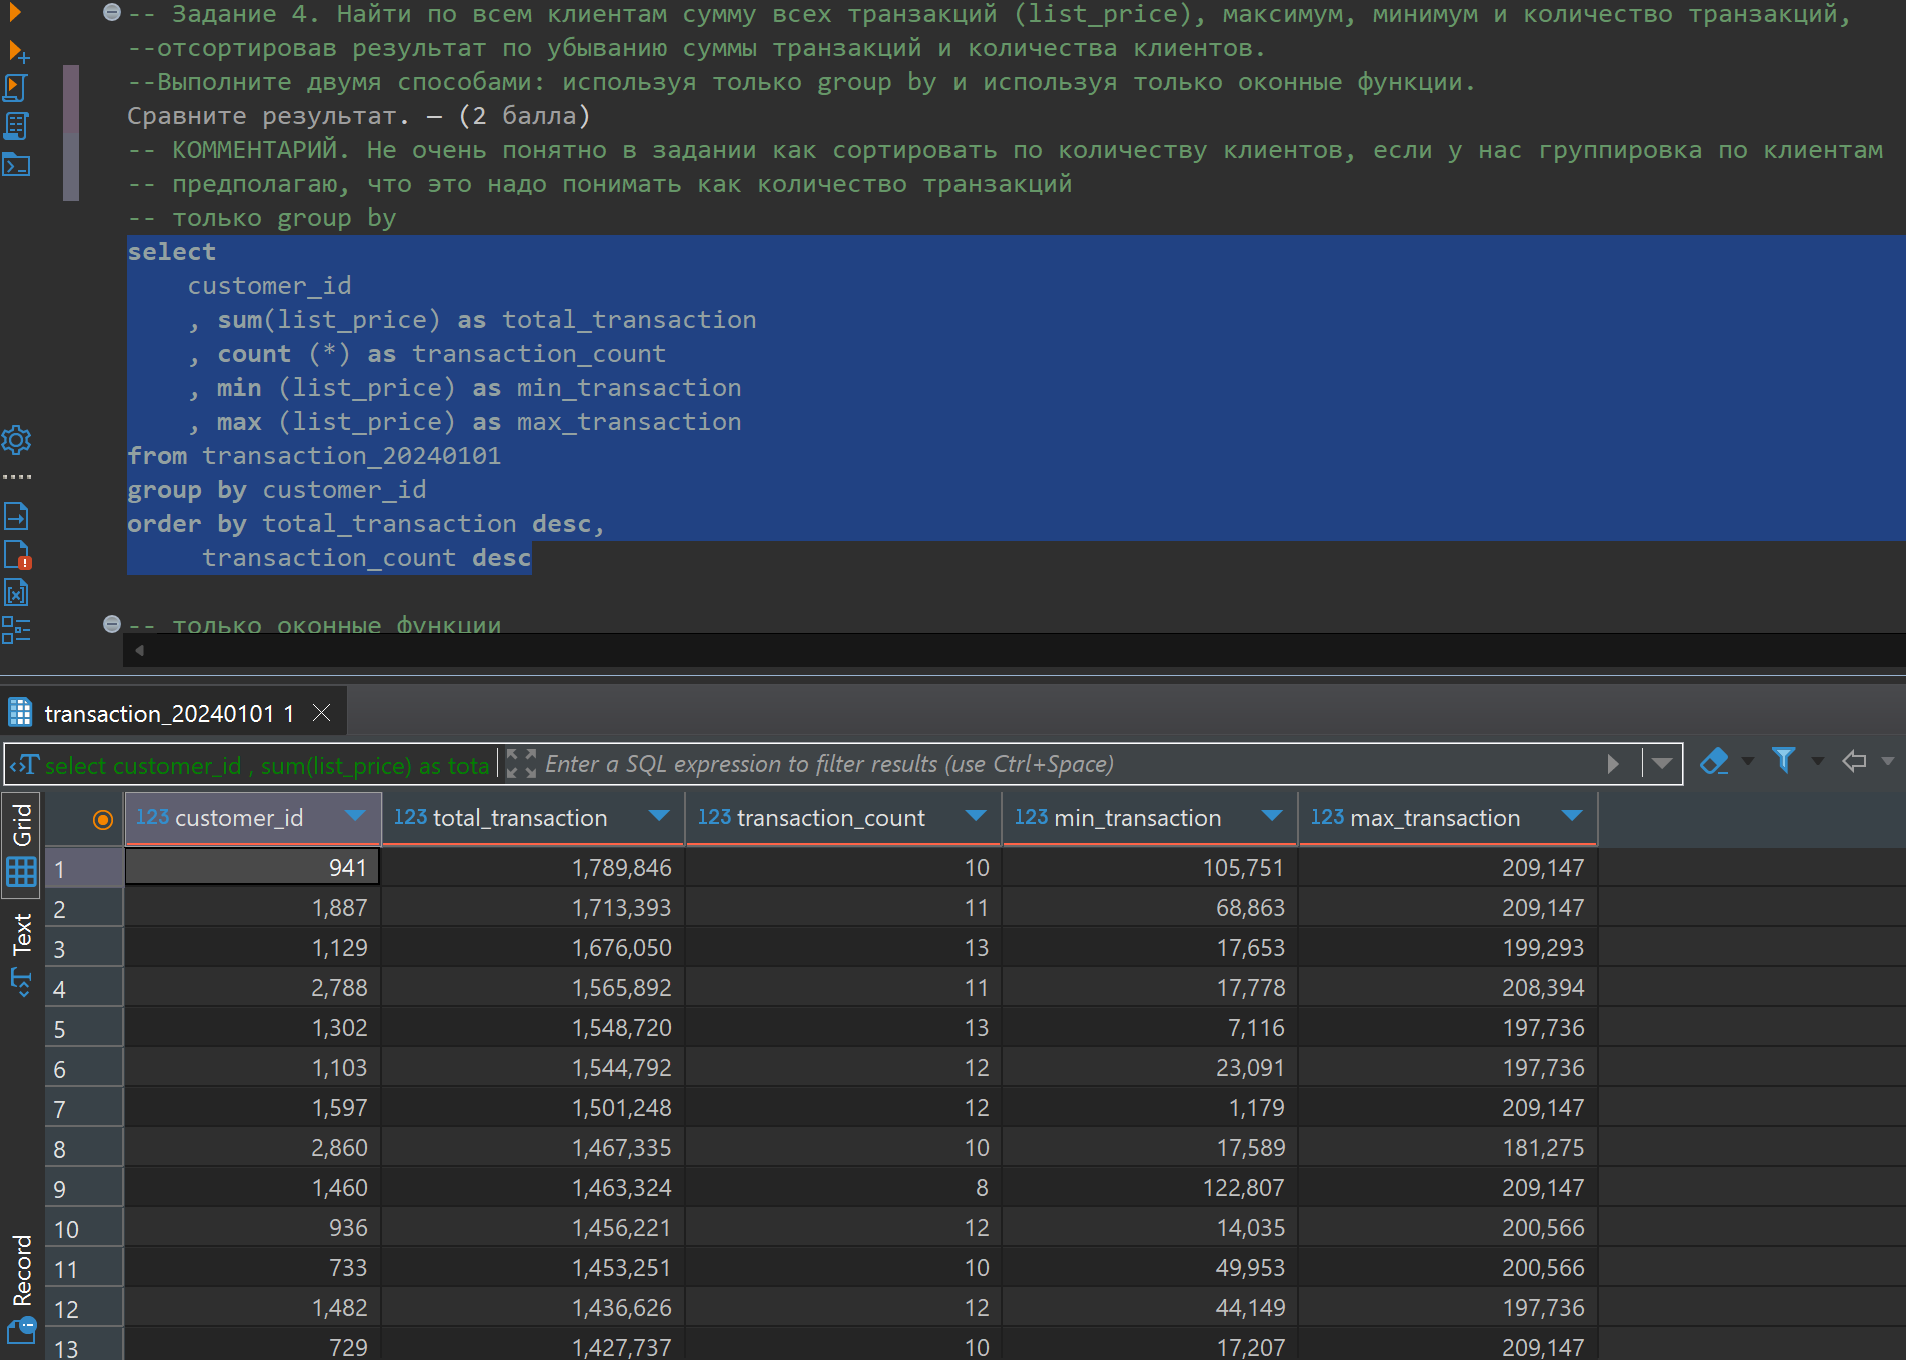 -- Задание 4. Найти по всем клиентам сумму всех транзакций (list_price), максимум, минимум и количество транзакций,
--отсортировав результат по убыванию суммы транзакций и количества клиентов.
--Выполните двумя способами: используя только group by и используя только оконные функции.
Сравните результат. — (2 балла)
-- КОММЕНТАРИЙ. Не очень понятно в задании как сортировать по количеству клиентов, если у нас группировка по клиентам
-- предполагаю, что это надо понимать как количество транзакций
-- только group by
select
customer_id
, sum(list_price) as total_transaction
, count (*) as transaction_count
, min (list_price) as min_transaction
, max (list_price) as max_transaction
from transaction_20240101
group by customer_id
order by total_transaction desc,
transaction_count desc
-- только оконные функции
transaction_20240101 1
select customer_id , sum(list_price) as tota
Enter a SQL expression to filter results (use Ctrl+Space)
Grid
Text
Record
123 customer_id 123 total_transaction 123 transaction_count 123 min_transaction 123 max_transaction
1 941 1,789,846 10 105,751 209,147
2 1,887 1,713,393 11 68,863 209,147
3 1,129 1,676,050 13 17,653 199,293
4 2,788 1,565,892 11 17,778 208,394
5 1,302 1,548,720 13 7,116 197,736
6 1,103 1,544,792 12 23,091 197,736
7 1,597 1,501,248 12 1,179 209,147
8 2,860 1,467,335 10 17,589 181,275
9 1,460 1,463,324 8 122,807 209,147
10 936 1,456,221 12 14,035 200,566
11 733 1,453,251 10 49,953 200,566
12 1,482 1,436,626 12 44,149 197,736
13 729 1,427,737 10 17,207 209,147